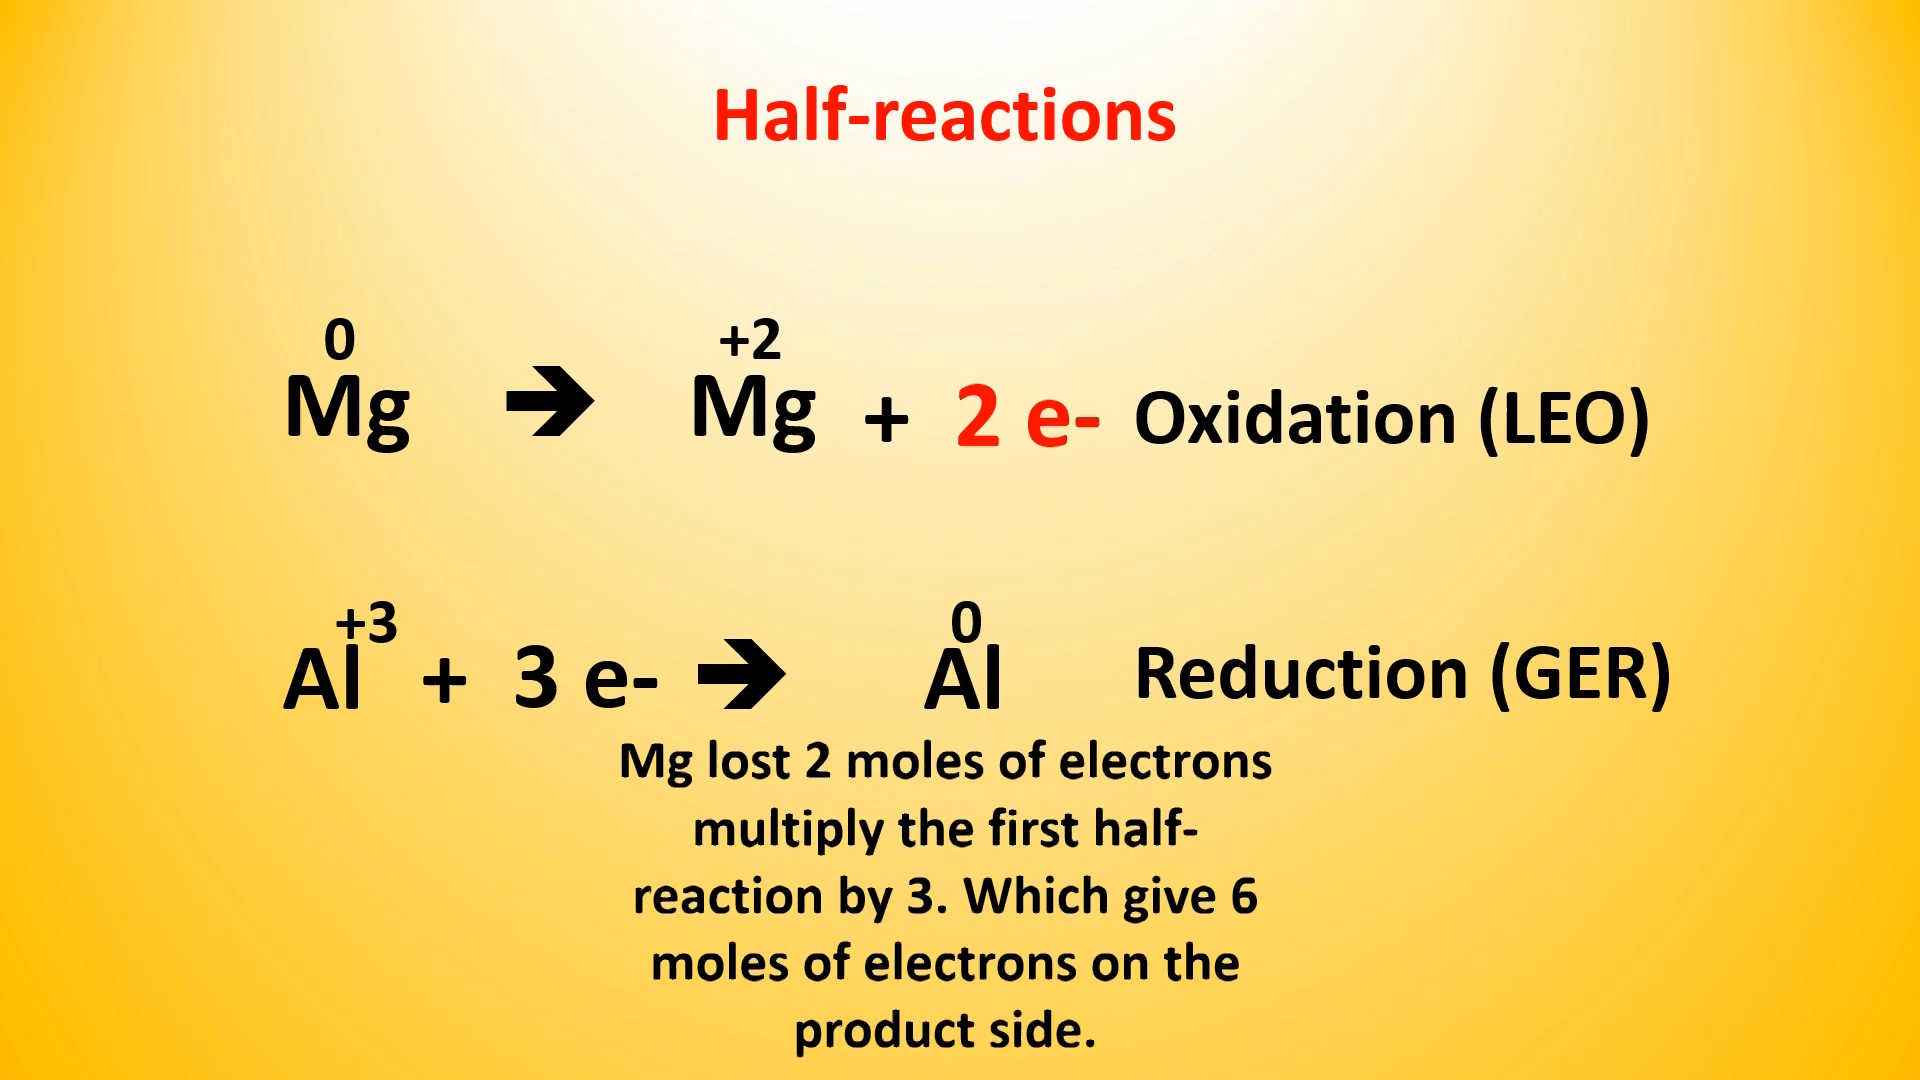 Half-reactions
0 +2
Mg ➔ Mg + 2 e- Oxidation (LEO)
+3 0
Al + 3 e- ➔ Al Reduction (GER)
Mg lost 2 moles of electrons
multiply the first half-
reaction by 3. Which give 6
moles of electrons on the
product side.